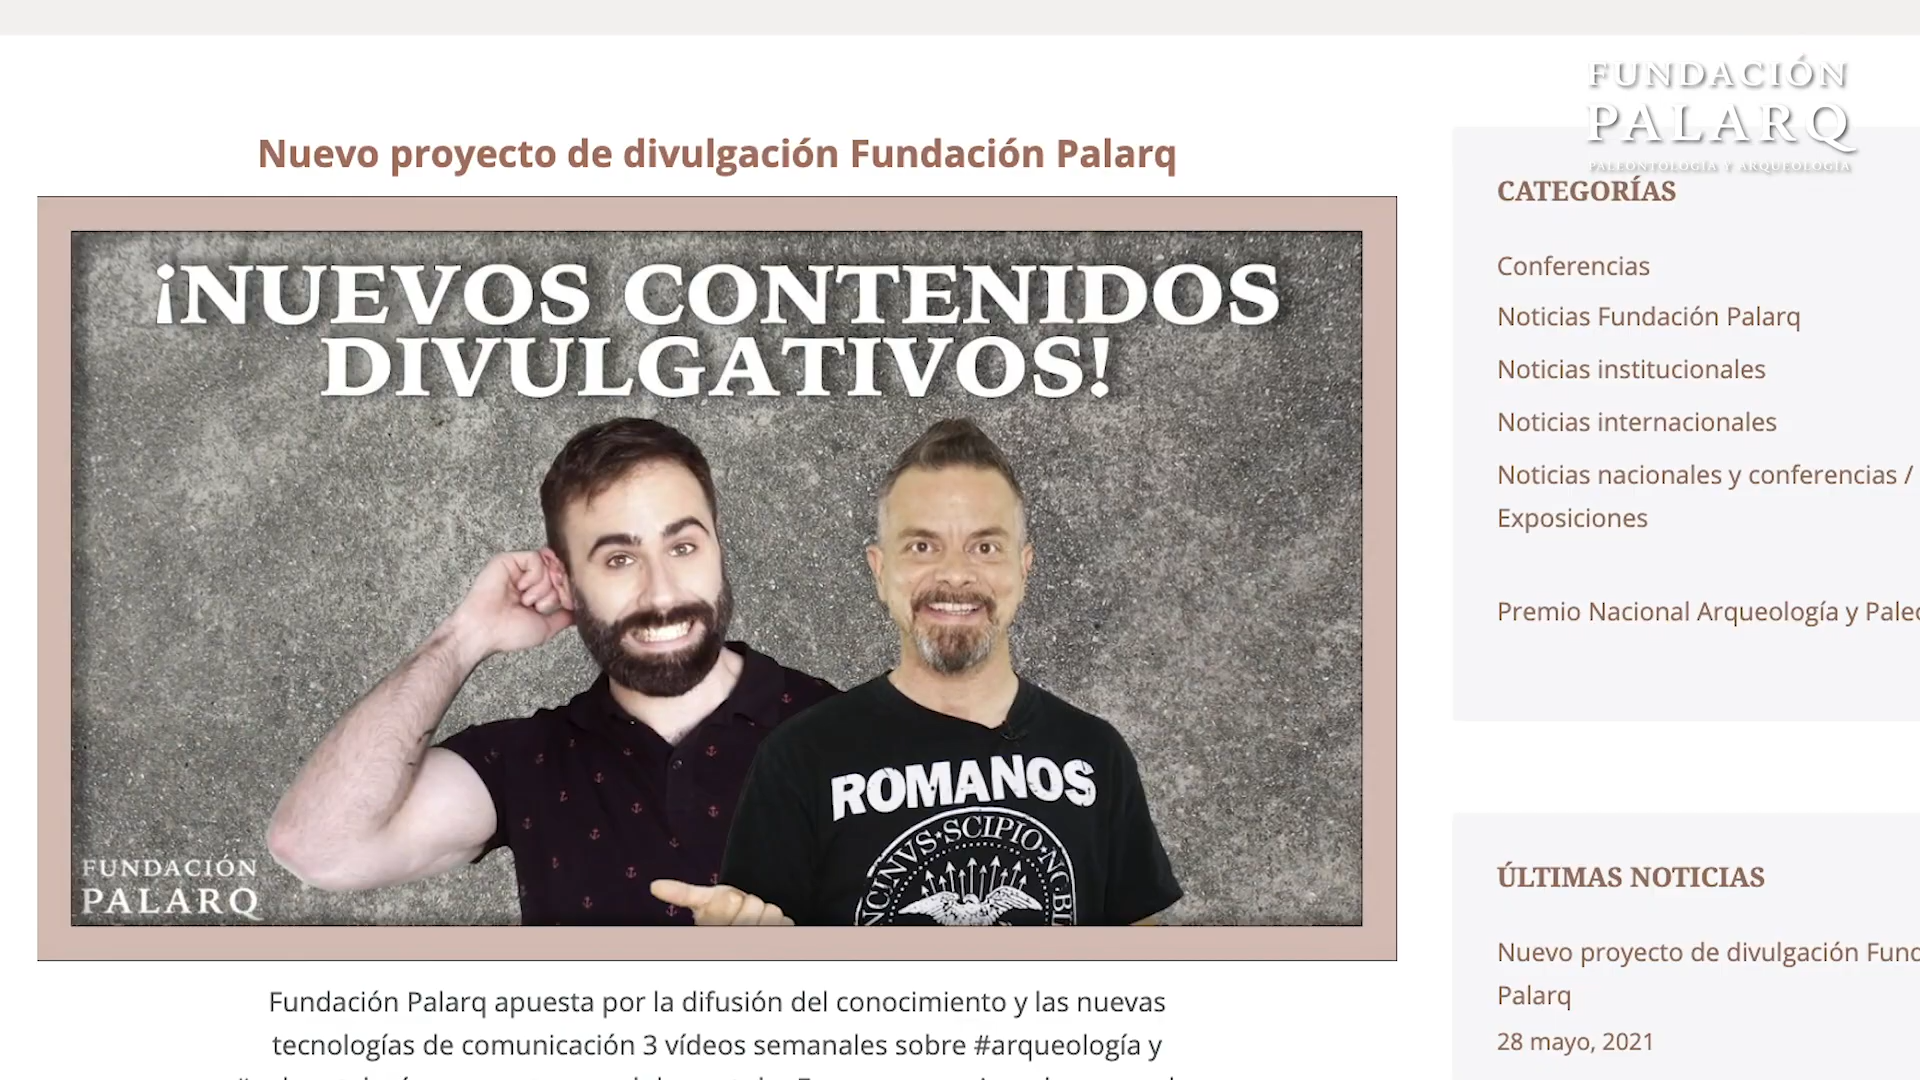 FUNDACIÓN
PALARQ
PALEONTOLOGÍA Y ARQUEOLOGÍA
Nuevo proyecto de divulgación Fundación Palarq
¡NUEVOS CONTENIDOS
DIVULGATIVOS!
ROMANOS
SCIPIO
FUNDACIÓN
PALARQ
Fundación Palarq apuesta por la difusión del conocimiento y las nuevas
tecnologías de comunicación 3 vídeos semanales sobre #arqueología y
CATEGORÍAS
Conferencias
Noticias Fundación Palarq
Noticias institucionales
Noticias internacionales
Noticias nacionales y conferencias /
Exposiciones
Premio Nacional Arqueología y
ÚLTIMAS NOTICIAS
Nuevo proyecto de divulgación
Palarq
28 mayo, 2021